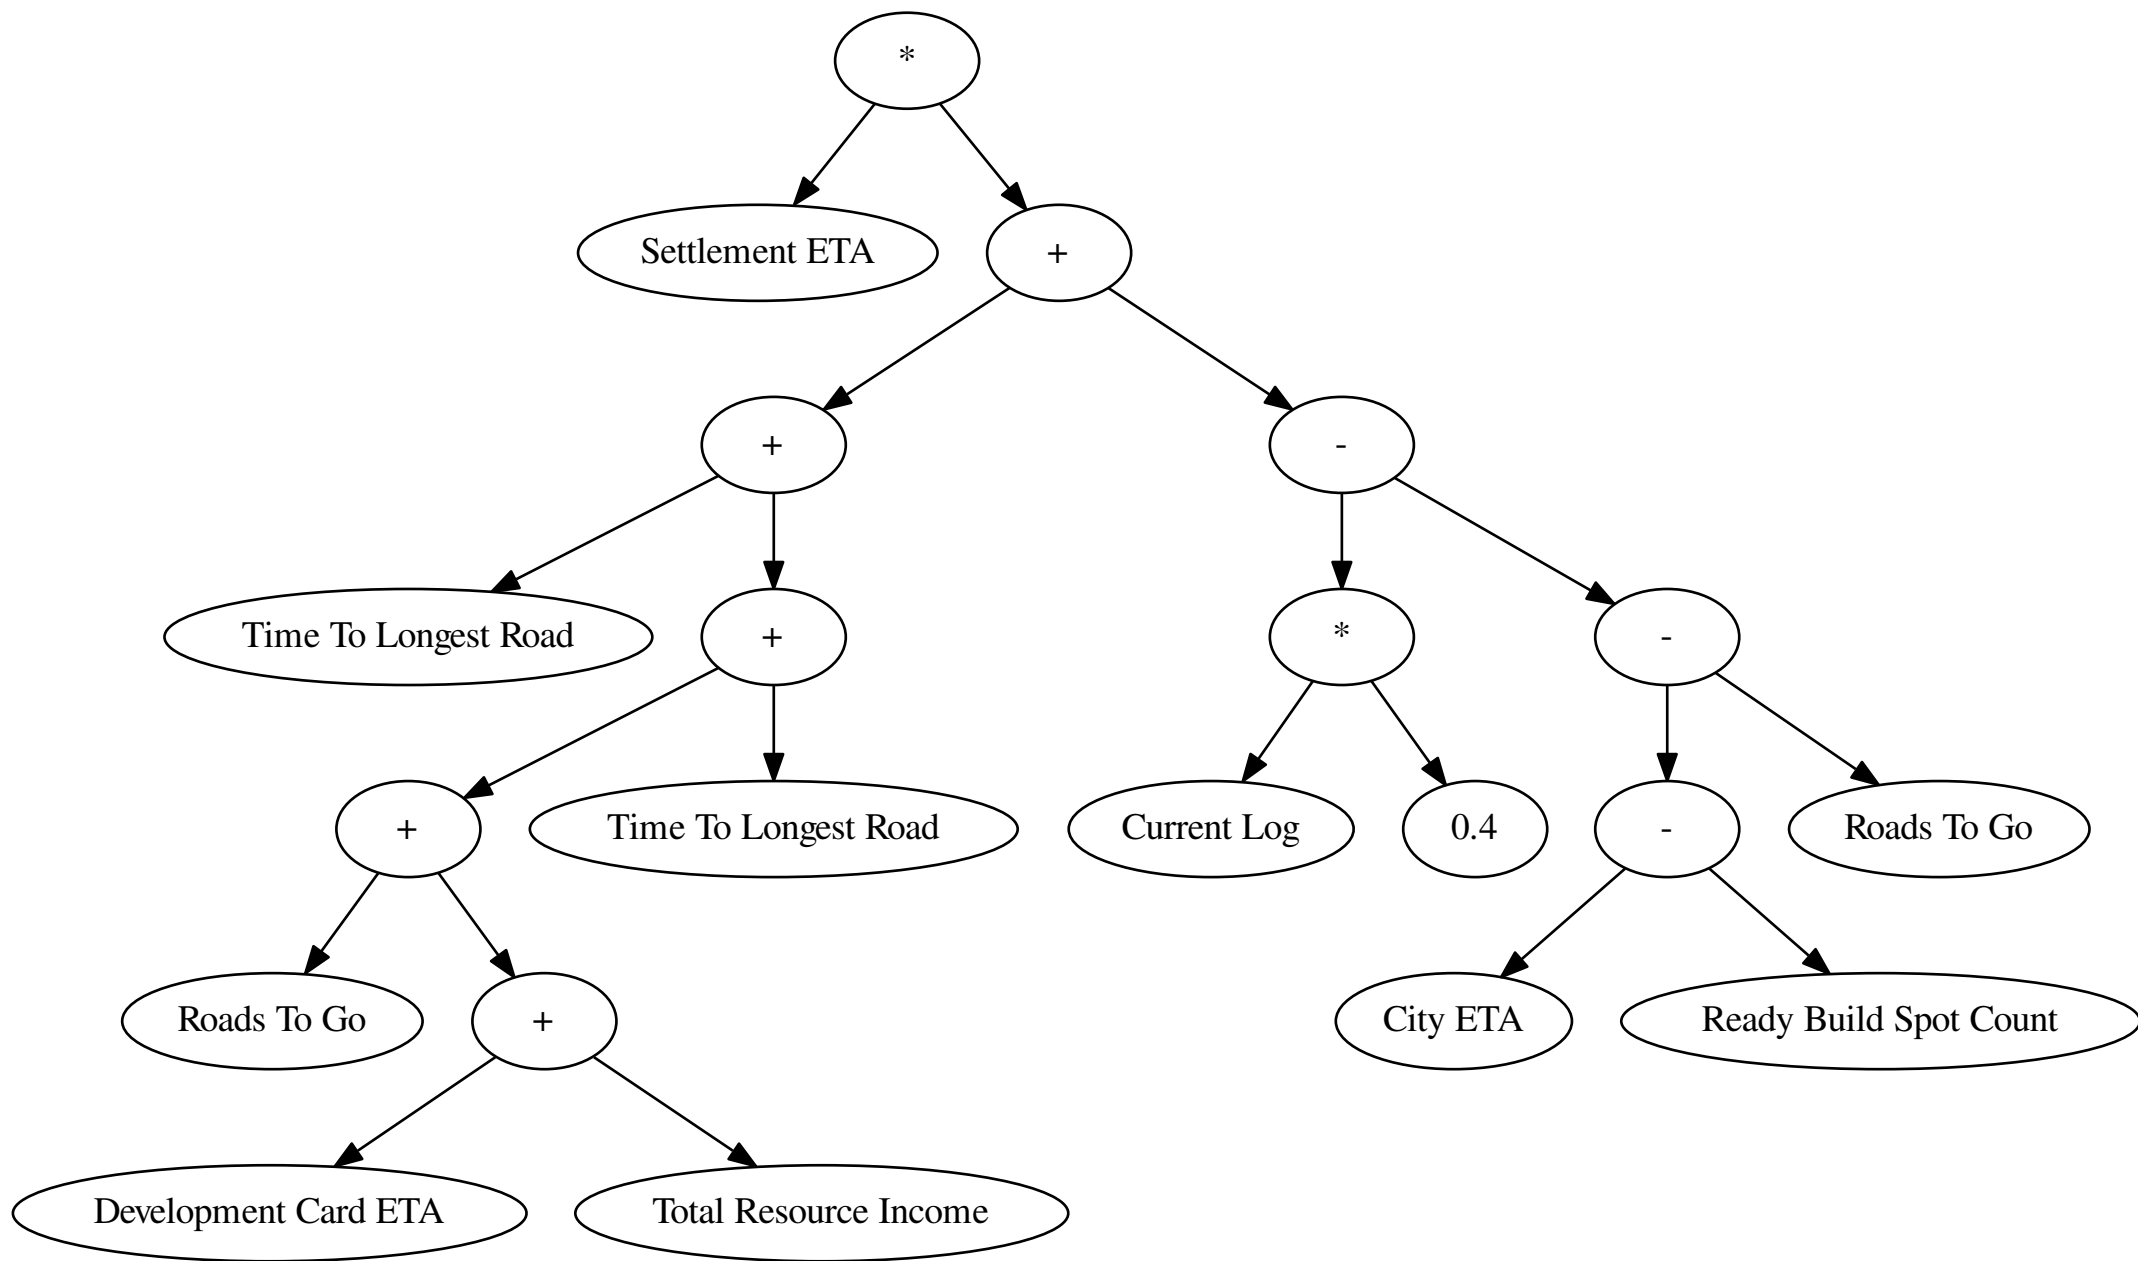 *
Settlement ETA
+
+
-
Time To Longest Road
+
*
-
+
Time To Longest Road
Current Log
0.4
-
Roads To Go
Roads To Go
+
City ETA
Ready Build Spot Count
Development Card ETA
Total Resource Income